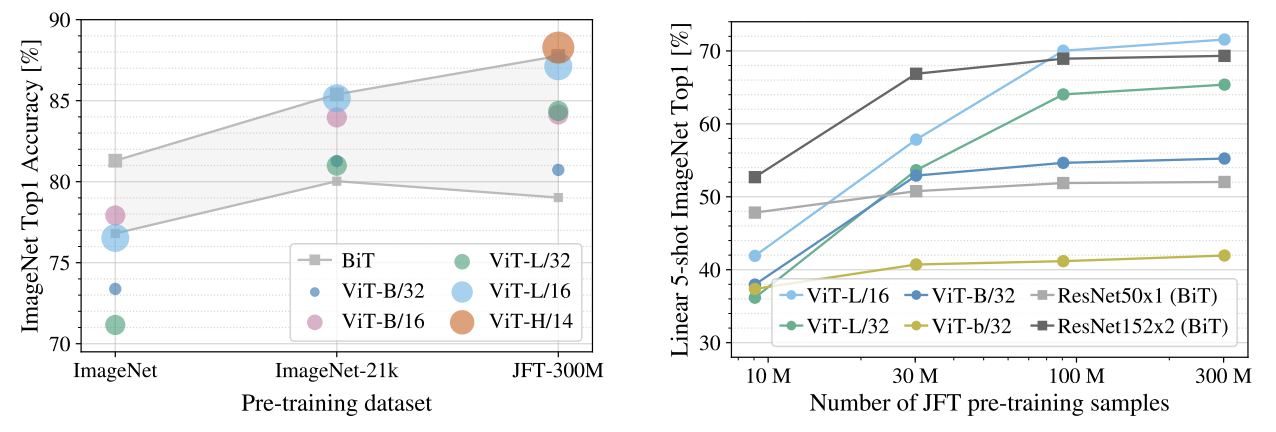 ImageNet Top1 Accuracy [%]
90
85
80
75
70
BiT
ViT-B/32
ViT-B/16
ViT-L/32
ViT-L/16
ViT-H/14
ImageNet
ImageNet-21k
JFT-300M
Pre-training dataset
Linear 5-shot ImageNet Top1 [%]
70
60
50
40
30
ViT-L/16
ViT-L/32
ViT-B/32
ViT-b/32
ResNet50x1 (BiT)
ResNet152x2 (BiT)
10 M
30 M
100 M
300 M
Number of JFT pre-training samples